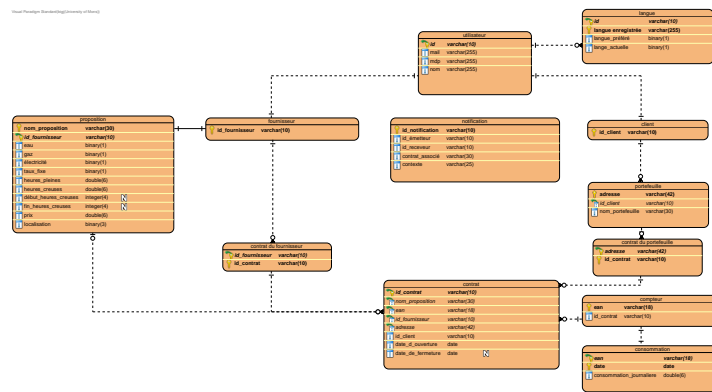 Visual Paradigm Standard(log(University of Mons))
langue
id varchar(10)
langue enregistrée varchar(255)
langue_préféré binary(1)
lange_actuelle binary(1)
utilisateur
id varchar(10)
mail varchar(255)
mdp varchar(255)
nom varchar(255)
proposition
nom_proposition varchar(30)
id_fournisseur varchar(10)
eau binary(1)
gaz binary(1)
électricité binary(1)
taux_fixe binary(1)
heures_pleines double(6)
heures_creuses double(6)
début_heures_creuses integer(4) N
fin_heures_creuses integer(4) N
prix double(6)
localisation binary(3)
fournisseur
id_fournisseur varchar(10)
notification
id_notification varchar(10)
id_émetteur varchar(10)
id_receveur varchar(10)
contrat_associé varchar(30)
contexte varchar(25)
client
id_client varchar(10)
portefeuille
adresse varchar(42)
id_client varchar(10)
nom_portefeuille varchar(30)
contrat du fournisseur
id_fournisseur varchar(10)
id_contrat varchar(10)
contrat du portefeuille
adresse varchar(42)
id_contrat varchar(10)
contrat
id_contrat varchar(10)
nom_proposition varchar(30)
ean varchar(18)
id_fournisseur varchar(10)
adresse varchar(42)
id_client varchar(10)
date_d_ouverture date
date_de_fermeture date N
compteur
ean varchar(18)
id_contrat varchar(10)
consommation
ean varchar(18)
date date
consommation_journaliere double(6)